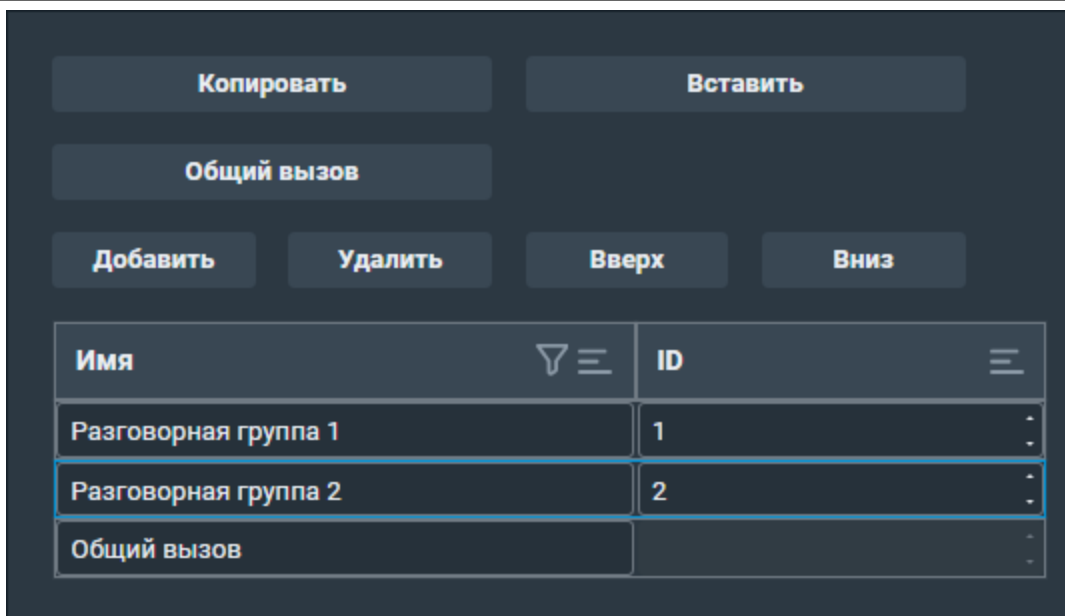 Копировать Вставить
Общий вызов
Добавить Удалить Вверх Вниз
Имя ID
Разговорная группа 1 1
Разговорная группа 2 2
Общий вызов